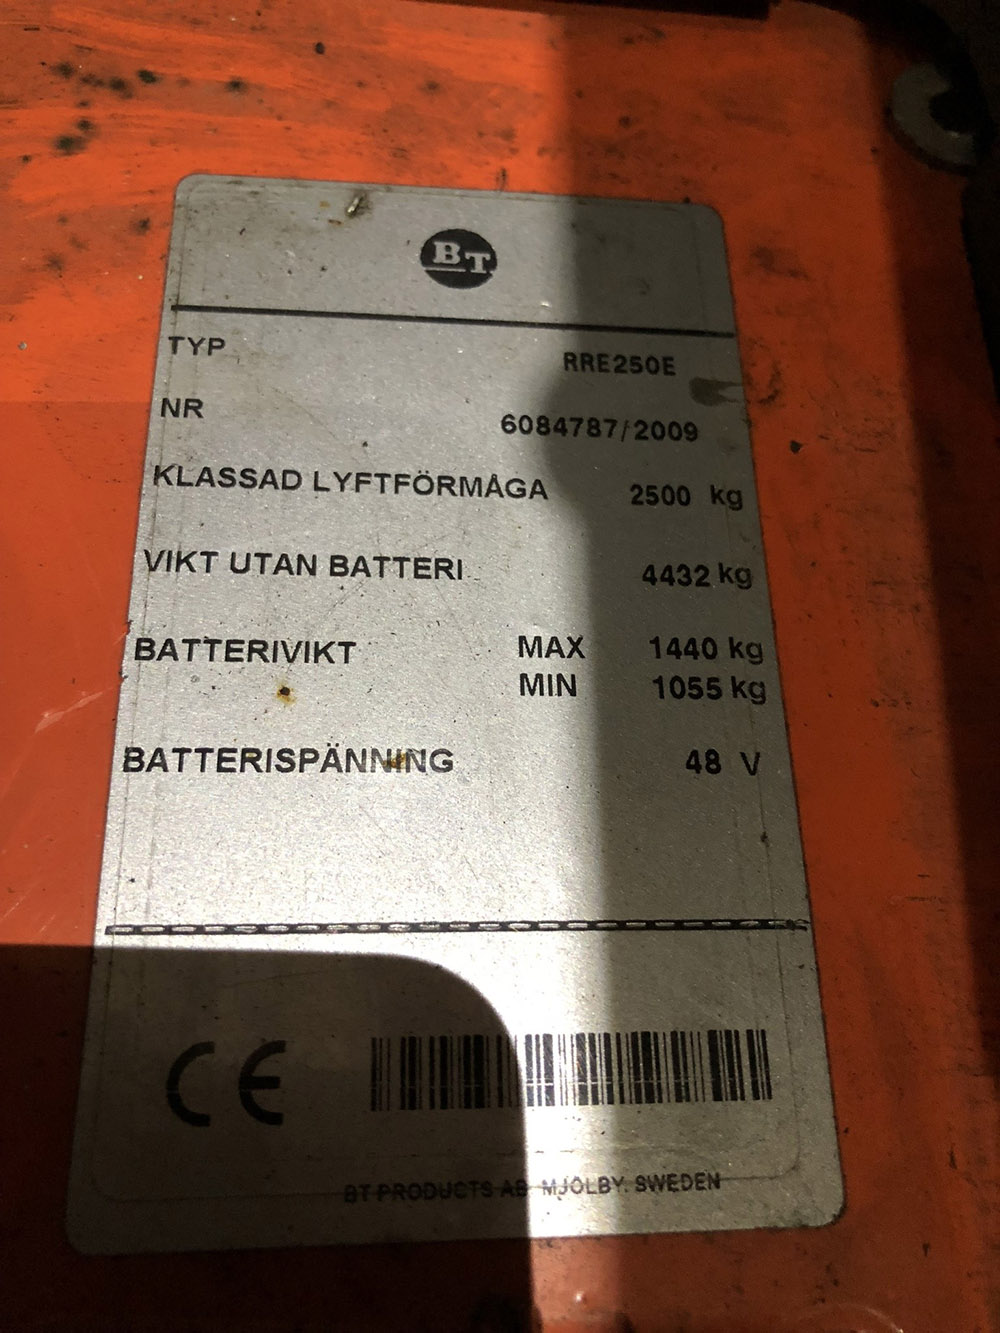 BT
TYP RRE250E
NR 6084787/2009
KLASSAD LYFTFÖRMÅGA 2500 kg
VIKT UTAN BATTERI 4432 kg
BATTERIVIKT MAX 1440 kg
MIN 1055 kg
BATTERISPÄNNING 48 V
CE
BT PRODUCTS AB MJÖLBY. SWEDEN